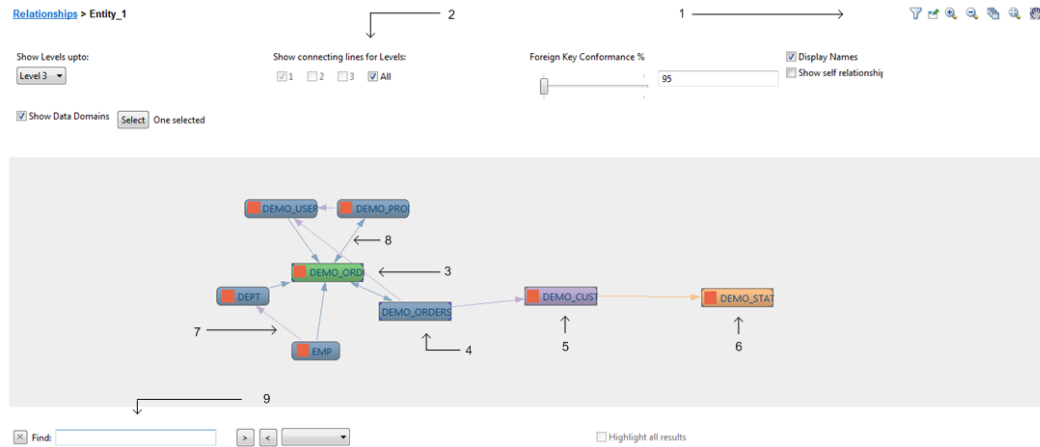 Relationships > Entity_1
2
1
Show Levels upto:
Show connecting lines for Levels:
Foreign Key Conformance %
Display Names
Level 3
1 2 3 All
95
Show self relationship
Show Data Domains Select One selected
DEMO_USER
DEMO_PROD
8
DEMO_ORD
3
DEPT
DEMO_ORDERS
DEMO_CUST
DEMO_STAT
7
EMP
4
5
6
9
Find:
> <
Highlight all results